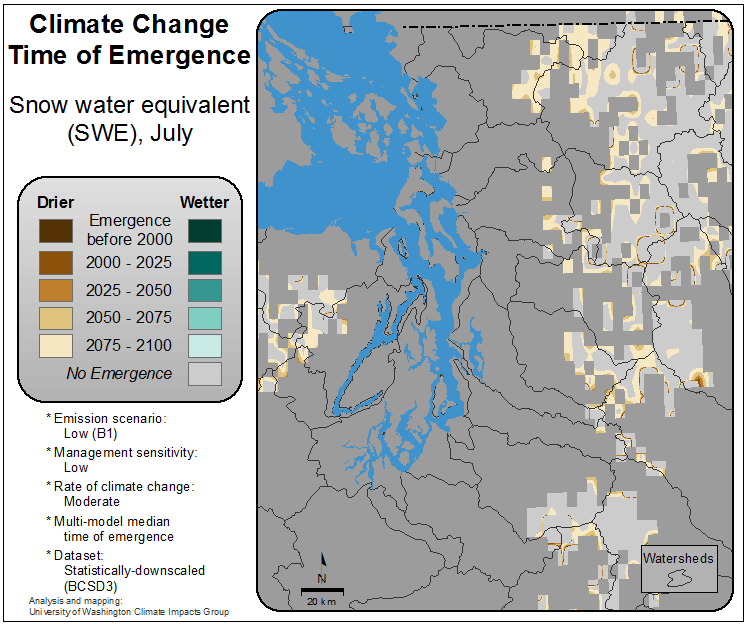 Climate Change
Time of Emergence
Snow water equivalent
(SWE), July
Drier
Wetter
Emergence
before 2000
2000 - 2025
2025 - 2050
2050 - 2075
2075 - 2100
No Emergence
* Emission scenario:
Low (B1)
* Management sensitivity:
Low
* Rate of climate change:
Moderate
* Multi-model median
time of emergence
* Dataset:
Statistically-downscaled
(BCSD3)
Analysis and mapping:
University of Washington Climate Impacts Group
N
20 km
Watersheds